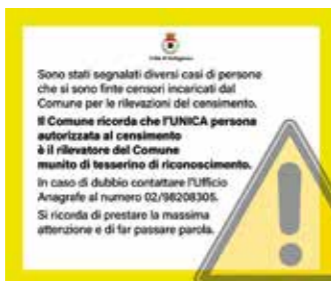 Sono stati segnalati diversi casi di persone
che si sono finte censori incaricati dal
Comune per le rilevazioni del censimento.
Il Comune ricorda che l'UNICA persona
autorizzata al censimento
è il rilevatore del Comune
munito di tesserino di riconoscimento.
In caso di dubbio contattare l'Ufficio
Anagrafe al numero 02/98208305.
Si ricorda di prestare la massima
attenzione e di far passare parola.